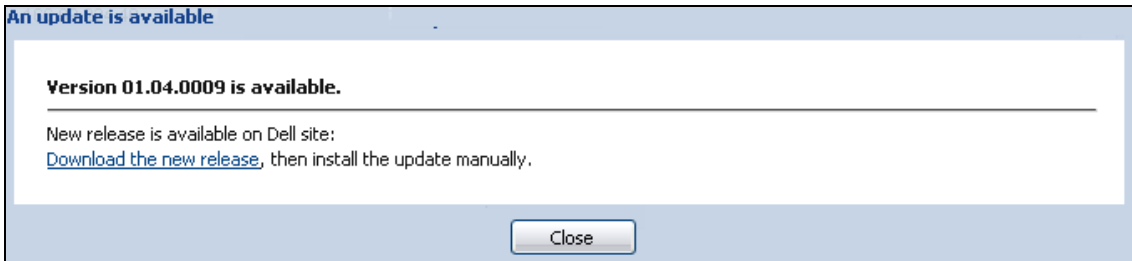 An update is available
Version 01.04.0009 is available.
New release is available on Dell site:
Download the new release, then install the update manually.
Close